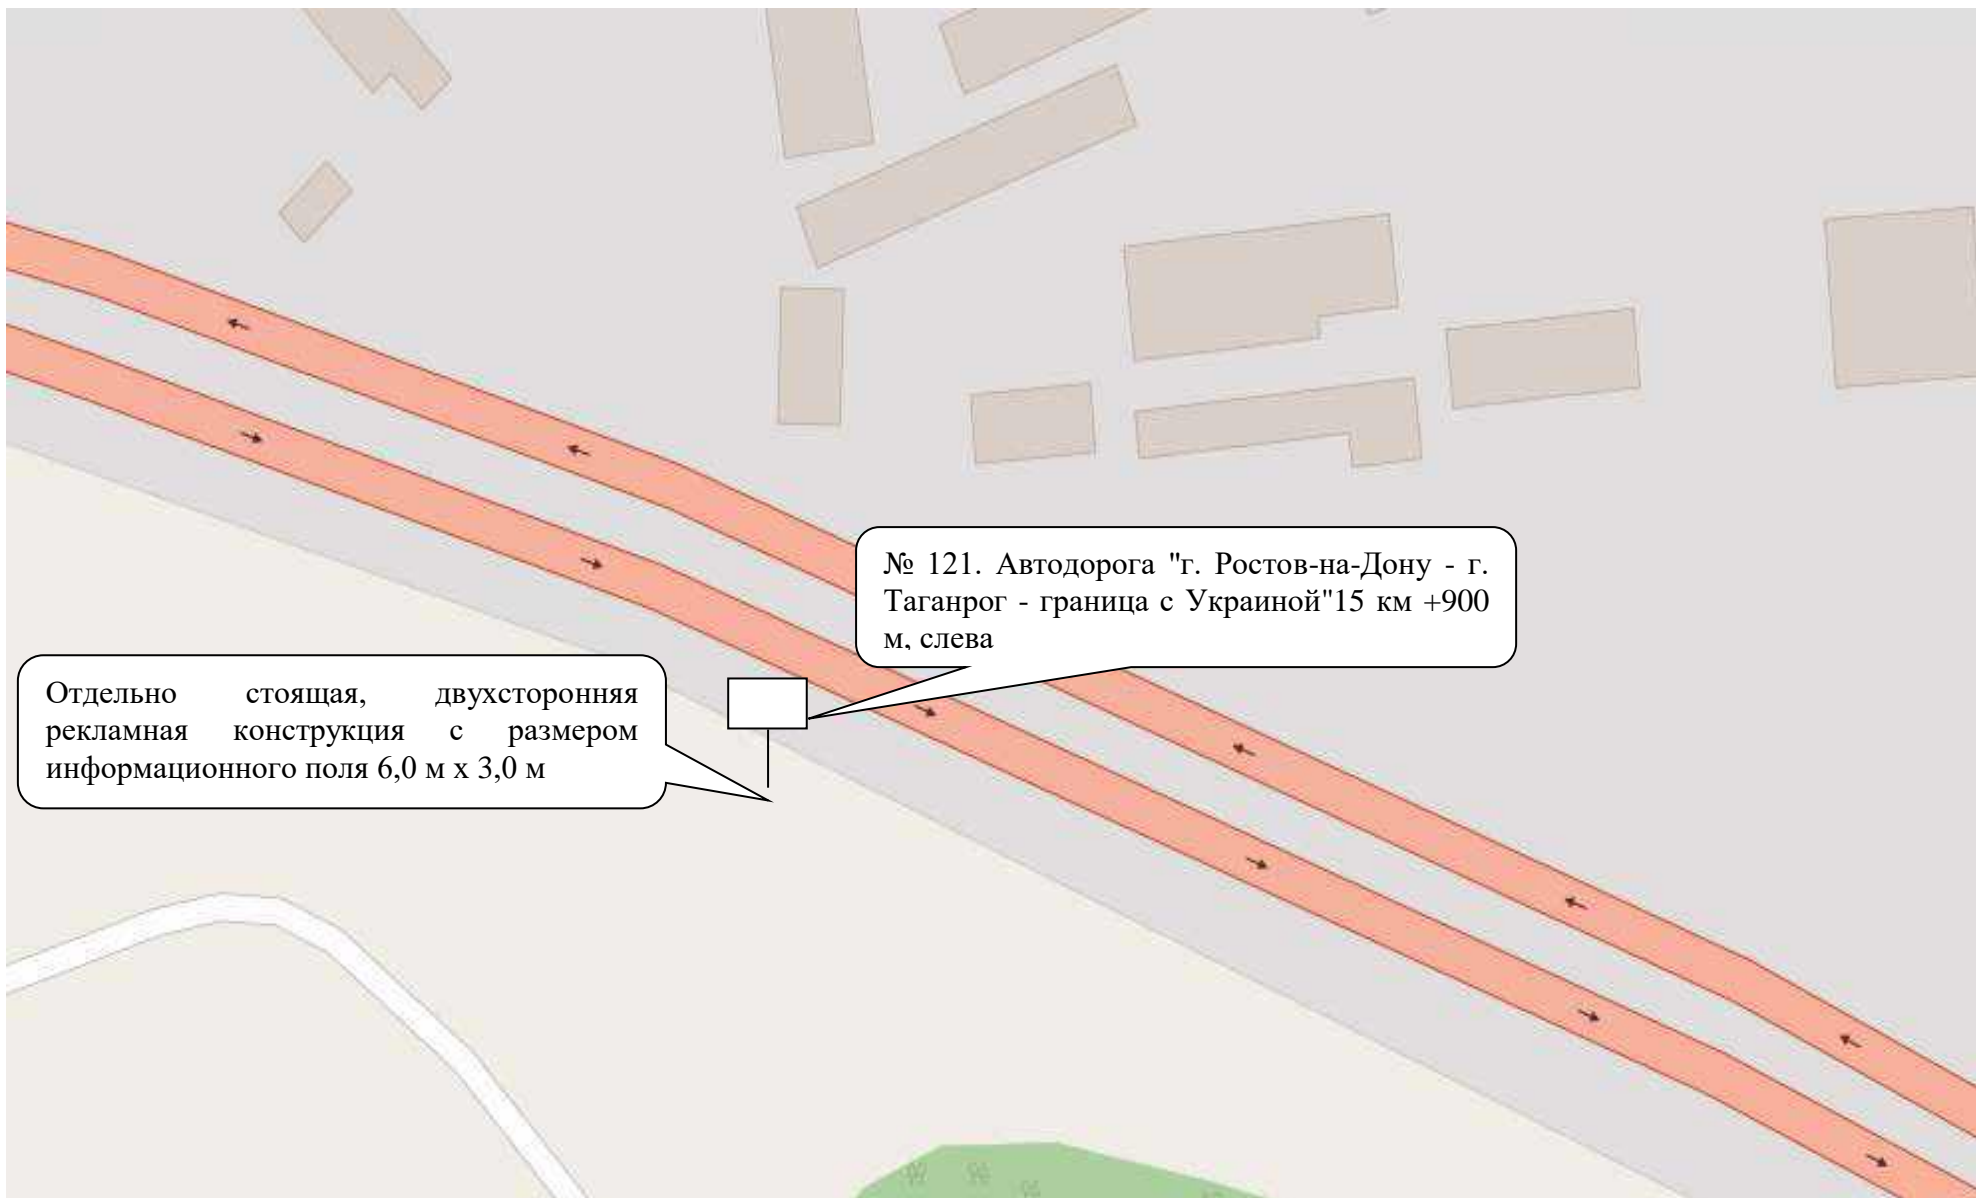 № 121. Автодорога "г. Ростов-на-Дону - г.
Таганрог - граница с Украиной"15 км +900
м, слева
Отдельно стоящая, двухсторонняя
рекламная конструкция с размером
информационного поля 6,0 м х 3,0 м